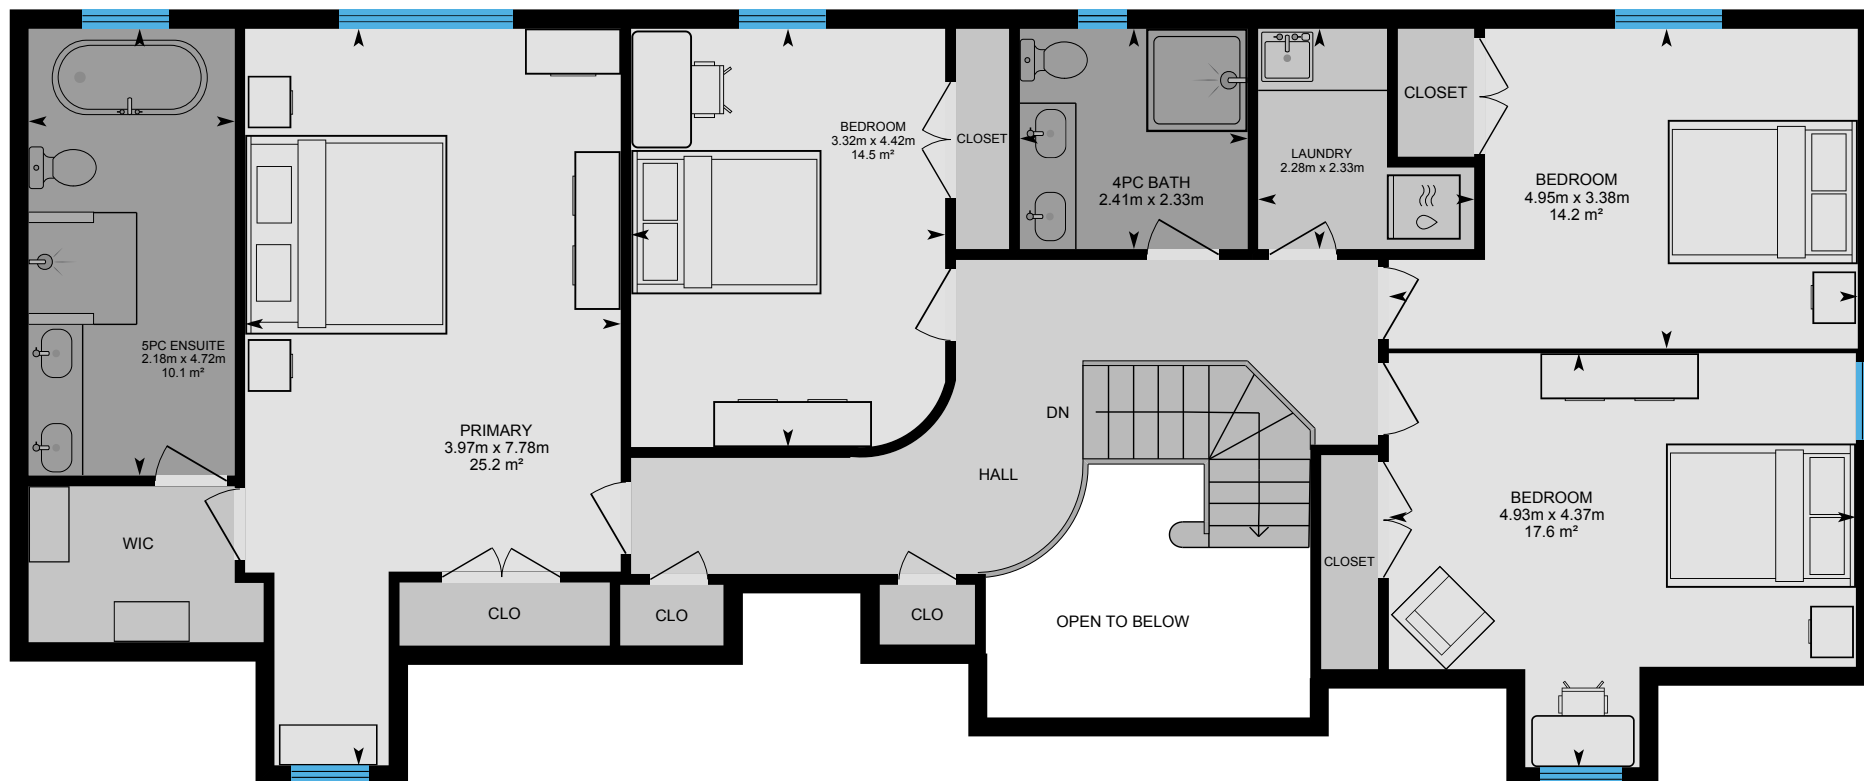 BEDROOM
3.32m x 4.42m
14.5 m²
CLOSET
4PC BATH
2.41m x 2.33m
LAUNDRY
2.28m x 2.33m
CLOSET
BEDROOM
4.95m x 3.38m
14.2 m²
5PC ENSUITE
2.18m x 4.72m
10.1 m²
PRIMARY
3.97m x 7.78m
25.2 m²
DN
HALL
BEDROOM
4.93m x 4.37m
17.6 m²
WIC
CLOSET
CLO
CLO
CLO
OPEN TO BELOW